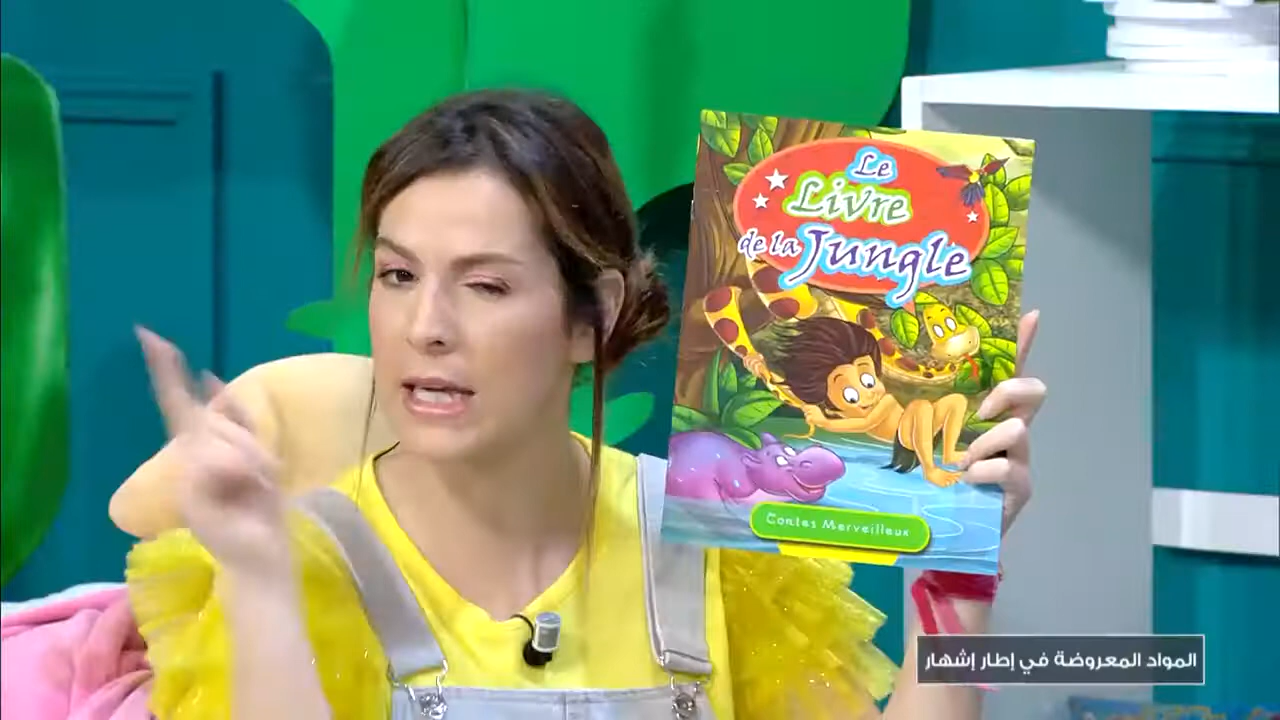 Le
Livre
de la Jungle
Contes Merveilleux
المواد المعروضة في إطار إشهار